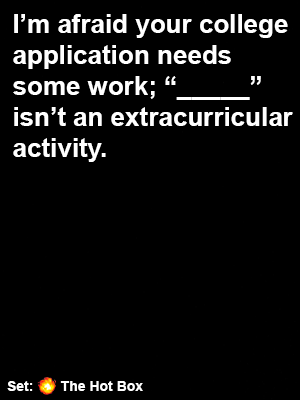 I’m afraid your college
application needs
some work; “_____”
isn’t an extracurricular
activity.
Set: The Hot Box